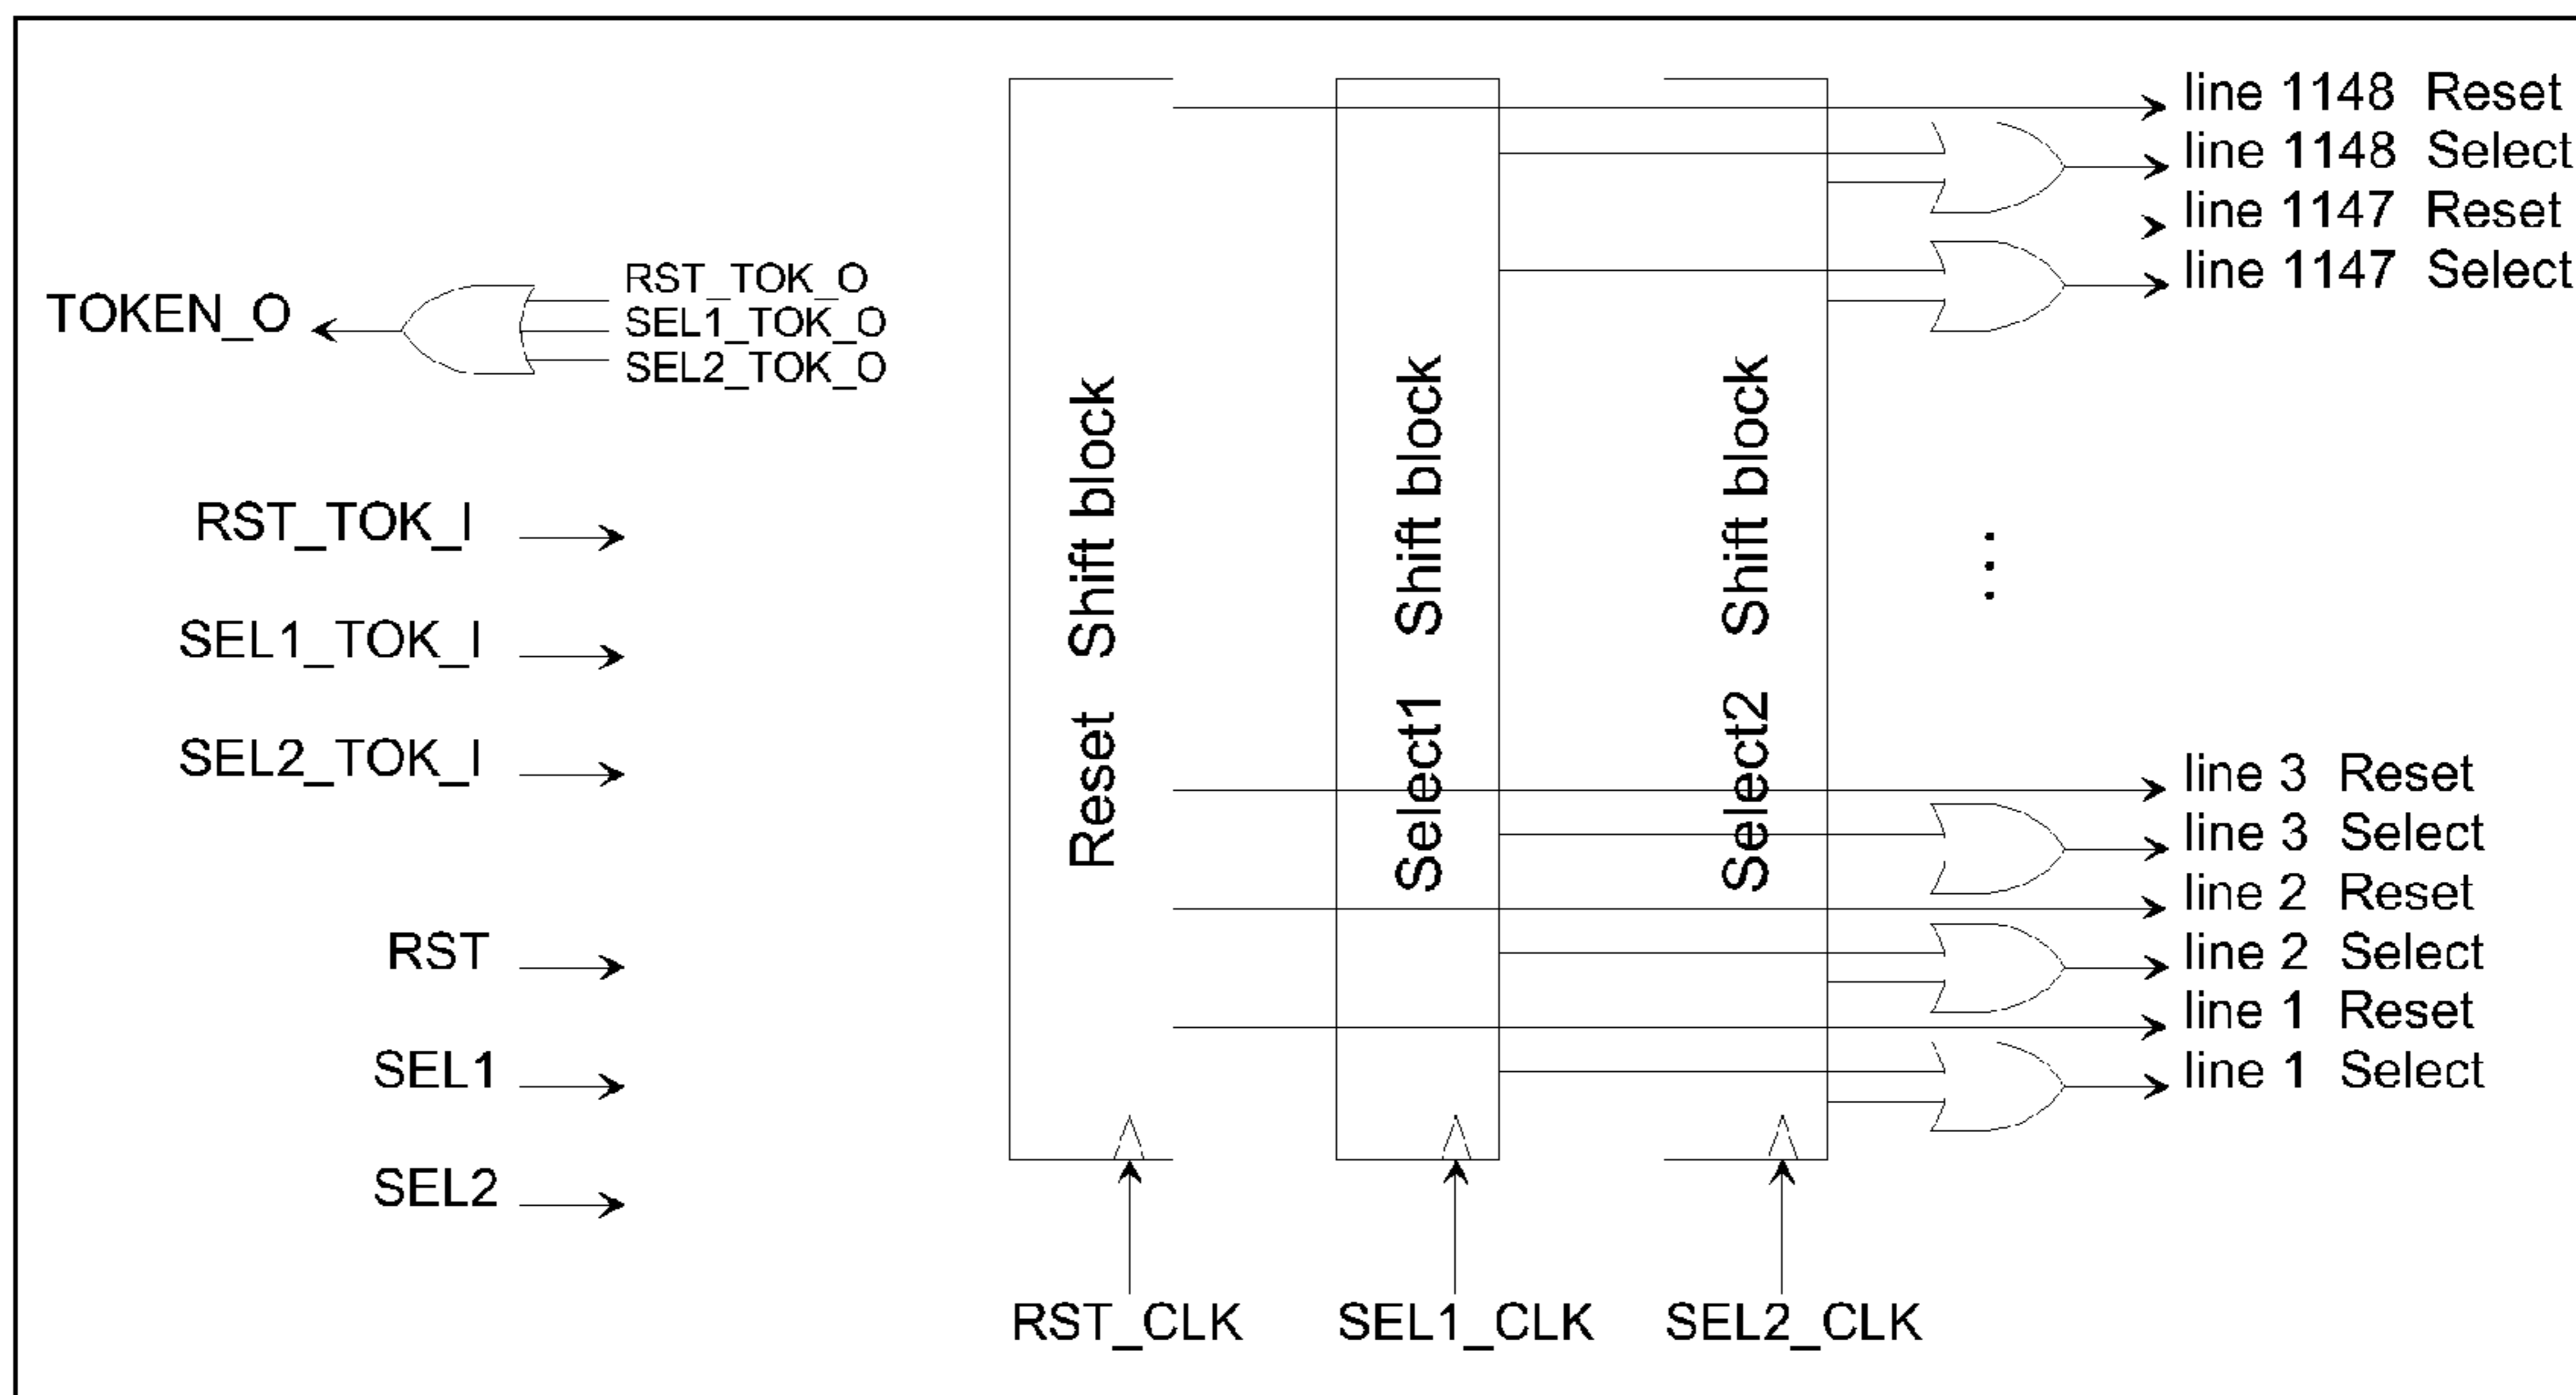 line 1148 Reset
line 1148 Select
line 1147 Reset
line 1147 Select
TOKEN_O
RST_TOK_O
SEL1_TOK_O
SEL2_TOK_O
RST_TOK_I
SEL1_TOK_I
SEL2_TOK_I
RST
SEL1
SEL2
Reset Shift block
Select1 Shift block
Select2 Shift block
line 3 Reset
line 3 Select
line 2 Reset
line 2 Select
line 1 Reset
line 1 Select
RST_CLK
SEL1_CLK
SEL2_CLK